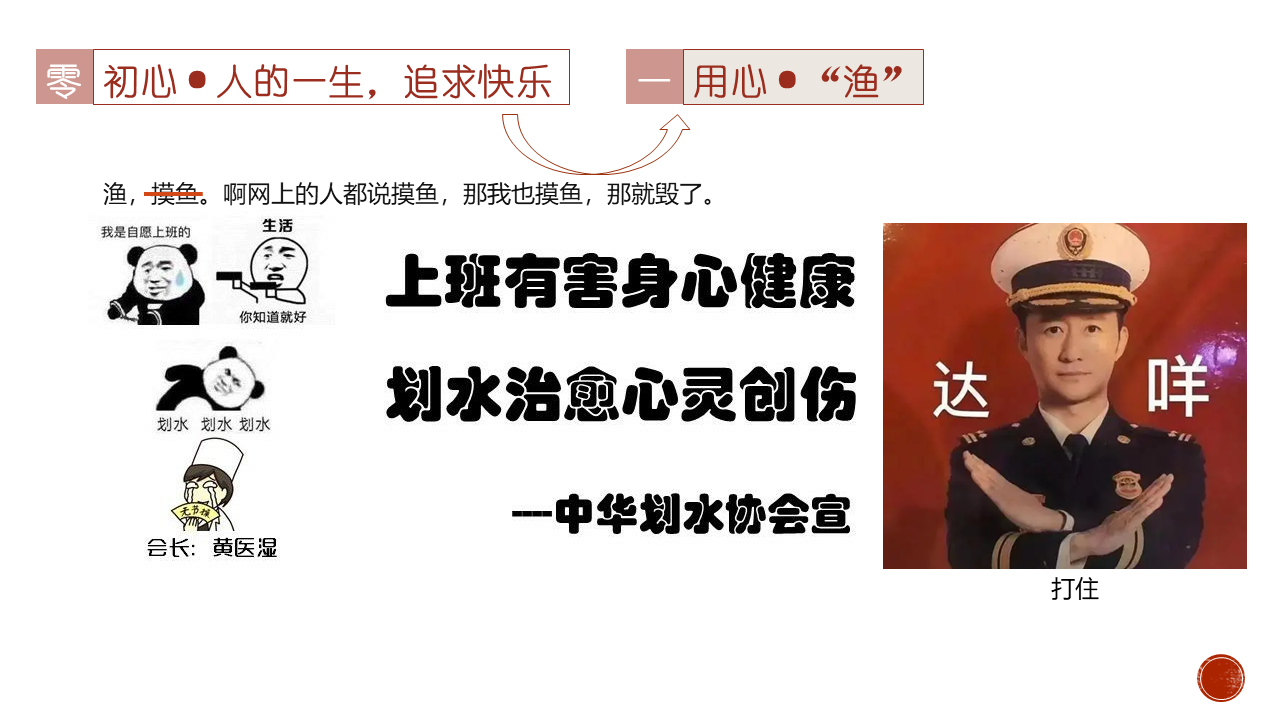 零 初心•人的一生，追求快乐
一 用心•“渔”
渔，摸鱼。啊网上的人都说摸鱼，那我也摸鱼，那就毁了。
我是自愿上班的
生活
你知道就好
划水 划水 划水
无节操
会长：黄医湿
上班有害身心健康
划水治愈心灵创伤
----中华划水协会宣
达 咩
打住